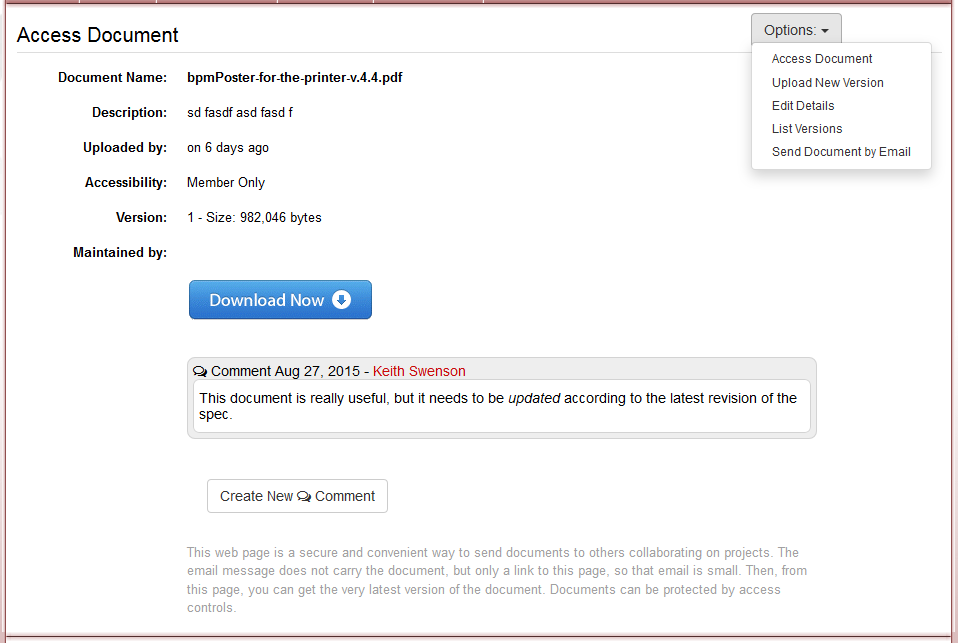 Access Document
Options:
Access Document
Upload New Version
Edit Details
List Versions
Send Document by Email
Document Name: bpmPoster-for-the-printer-v.4.4.pdf
Description: sd fasdf asd fasd f
Uploaded by: on 6 days ago
Accessibility: Member Only
Version: 1 - Size: 982,046 bytes
Maintained by:
Download Now
Comment Aug 27, 2015 - Keith Swenson
This document is really useful, but it needs to be updated according to the latest revision of the
spec.
Create New Comment
This web page is a secure and convenient way to send documents to others collaborating on projects. The
email message does not carry the document, but only a link to this page, so that email is small. Then, from
this page, you can get the very latest version of the document. Documents can be protected by access
controls.